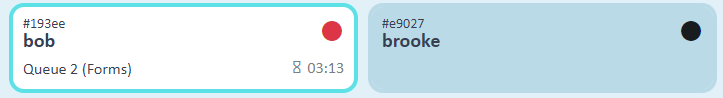 #193ee
bob
Queue 2 (Forms)
03:13
#e9027
brooke